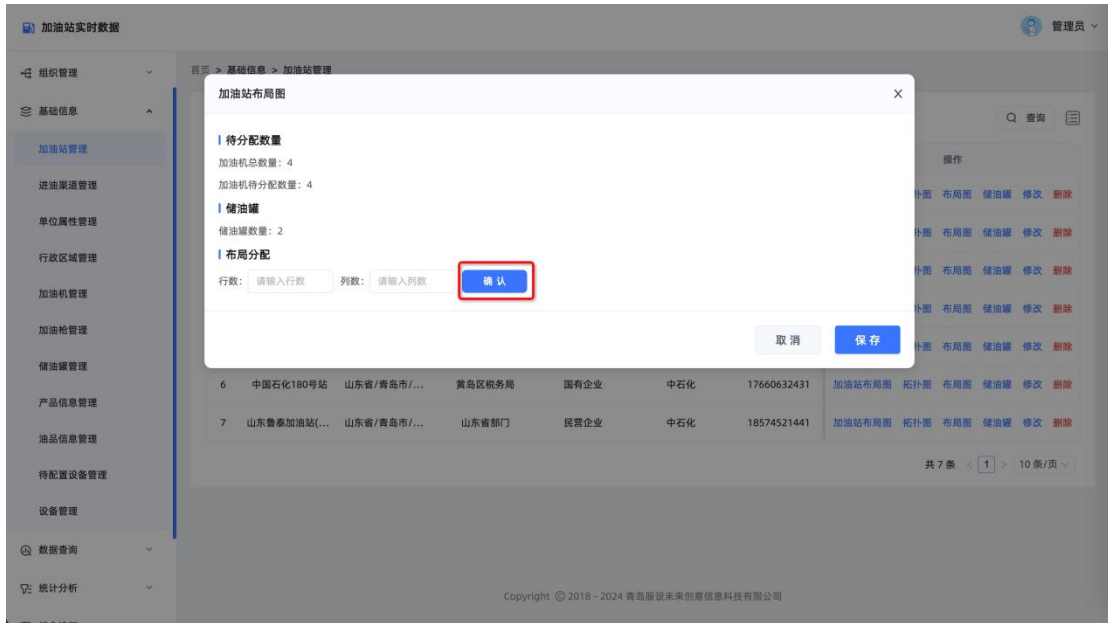 加油站实时数据
管理员
组织管理
首页 > 基础信息 > 加油站管理
基础信息
加油站管理
进油渠道管理
单位属性管理
行政区域管理
加油机管理
加油枪管理
储油罐管理
产品信息管理
油品信息管理
待配置设备管理
设备管理
数据查询
统计分析
加油站布局图
X
待分配数量
加油机总数量: 4
加油机待分配数量: 4
储油罐
储油罐数量: 2
布局分配
行数: 请输入行数 列数: 请输入列数 确认
取消 保存
查询
操作
扑图 布局图 储油罐 修改 删除
扑图 布局图 储油罐 修改 删除
扑图 布局图 储油罐 修改 删除
扑图 布局图 储油罐 修改 删除
扑图 布局图 储油罐 修改 删除
6 中国石化180号站 山东省/青岛市/... 黄岛区税务局 国有企业 中石化 17660632431 加油站布局图 拓扑图 布局图 储油罐 修改 删除
7 山东鲁泰加油站(... 山东省/青岛市/... 山东省部门 民营企业 中石化 18574521441 加油站布局图 拓扑图 布局图 储油罐 修改 删除
共 7 条 < 1 > 10 条/页
Copyright © 2018 - 2024 青岛服设未来创意信息科技有限公司